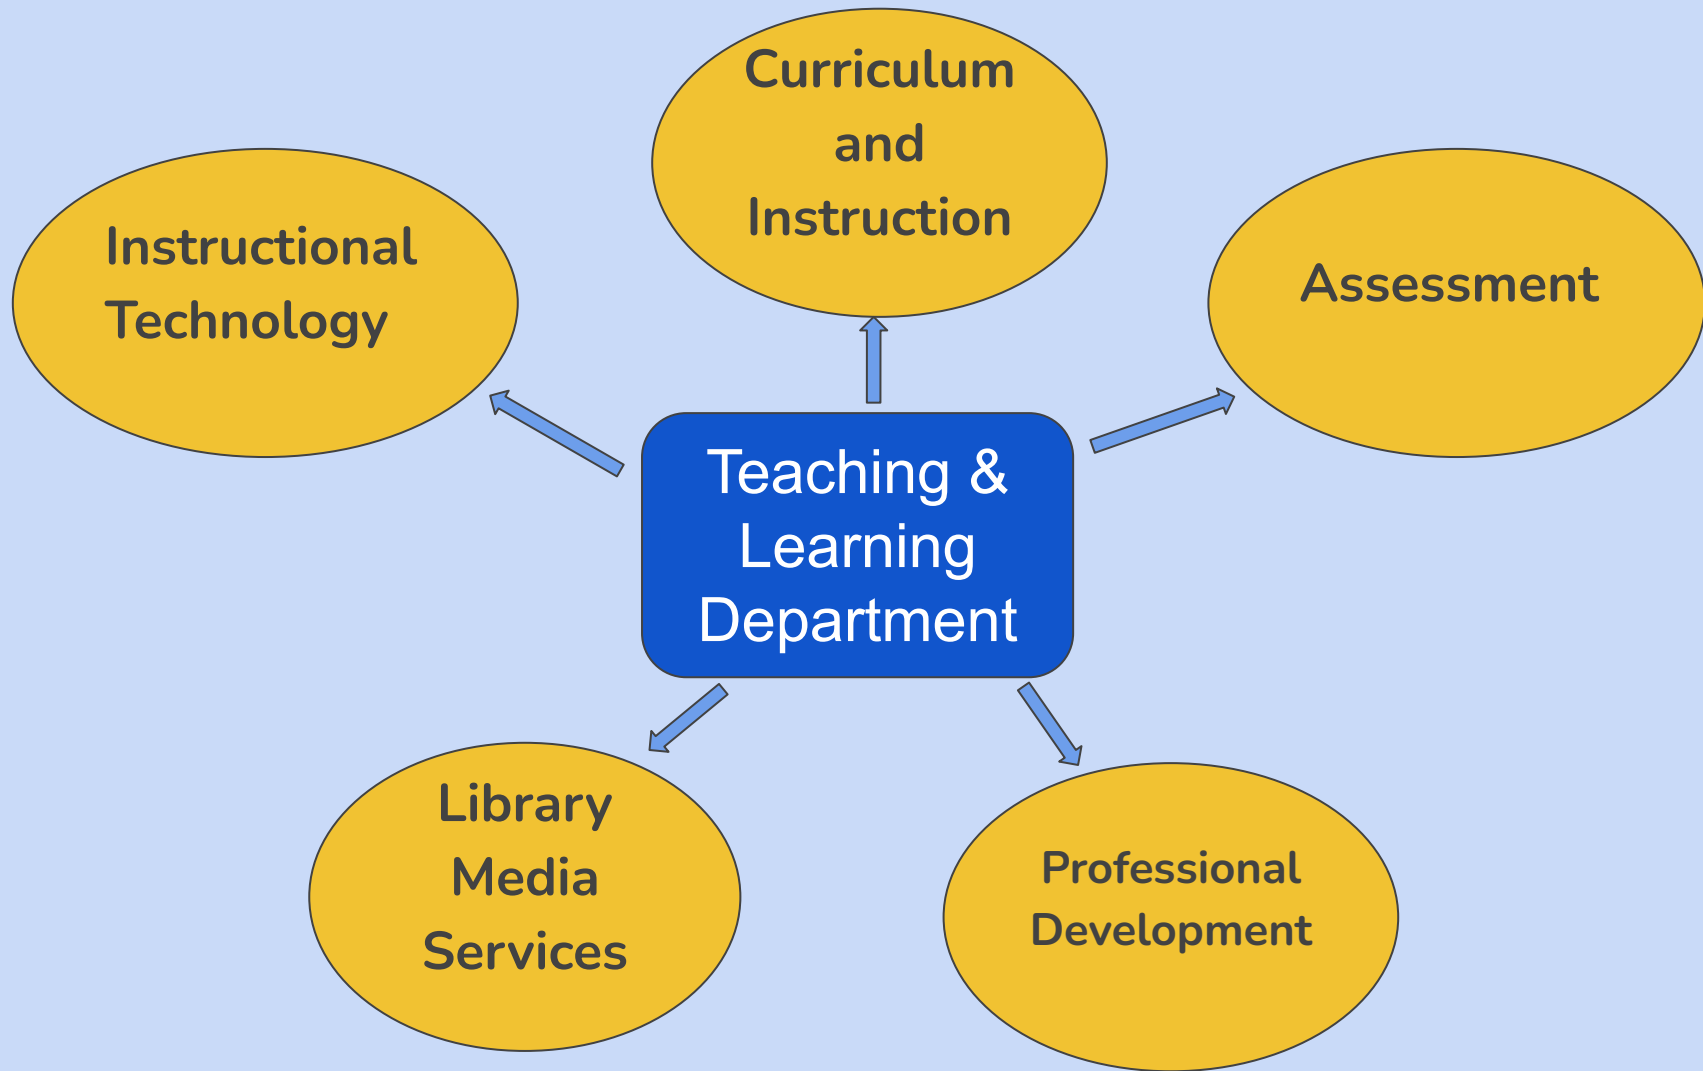 Curriculum
and
Instruction
Instructional
Technology
Assessment
Teaching &
Learning
Department
Library
Media
Services
Professional
Development